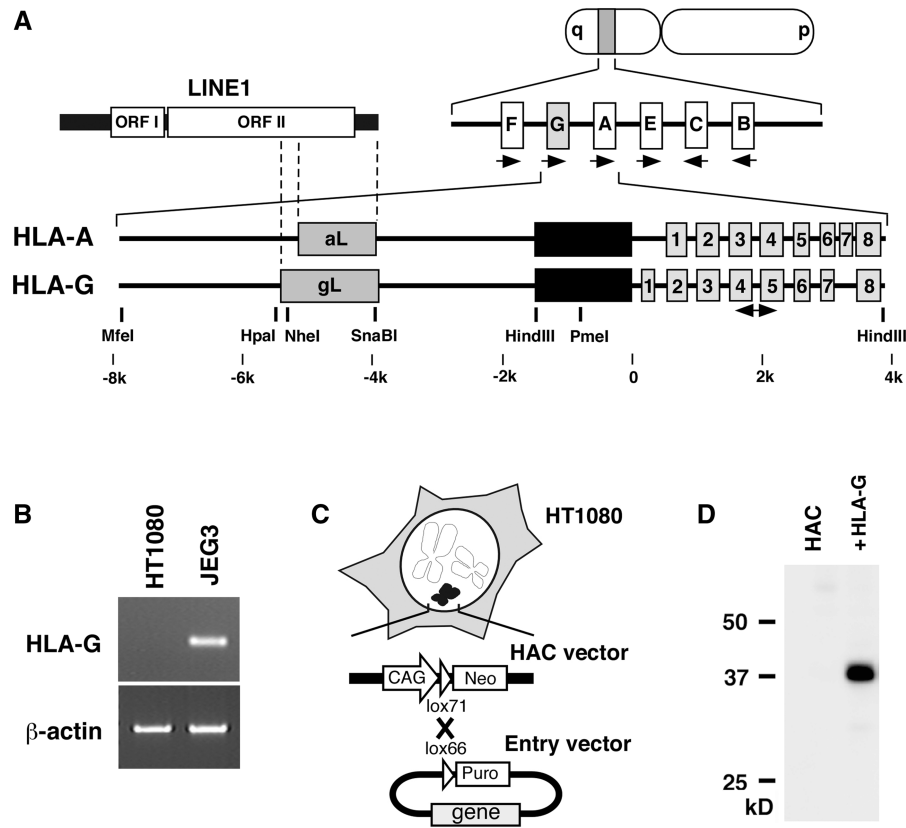 A
q p
LINE1
ORF I ORF II
F G A E C B
HLA-A aL 1 2 3 4 5 6 7 8
HLA-G gL 1 2 3 4 5 6 7 8
MfeI HpaI NheI SnaBI HindIII PmeI HindIII
-8k -6k -4k -2k 0 2k 4k
B
HT1080 JEG3
HLA-G
β-actin
C
HT1080
HAC vector
CAG Neo
lox71
lox66
Entry vector
Puro
gene
D
HAC +HLA-G
50
37
25
kD